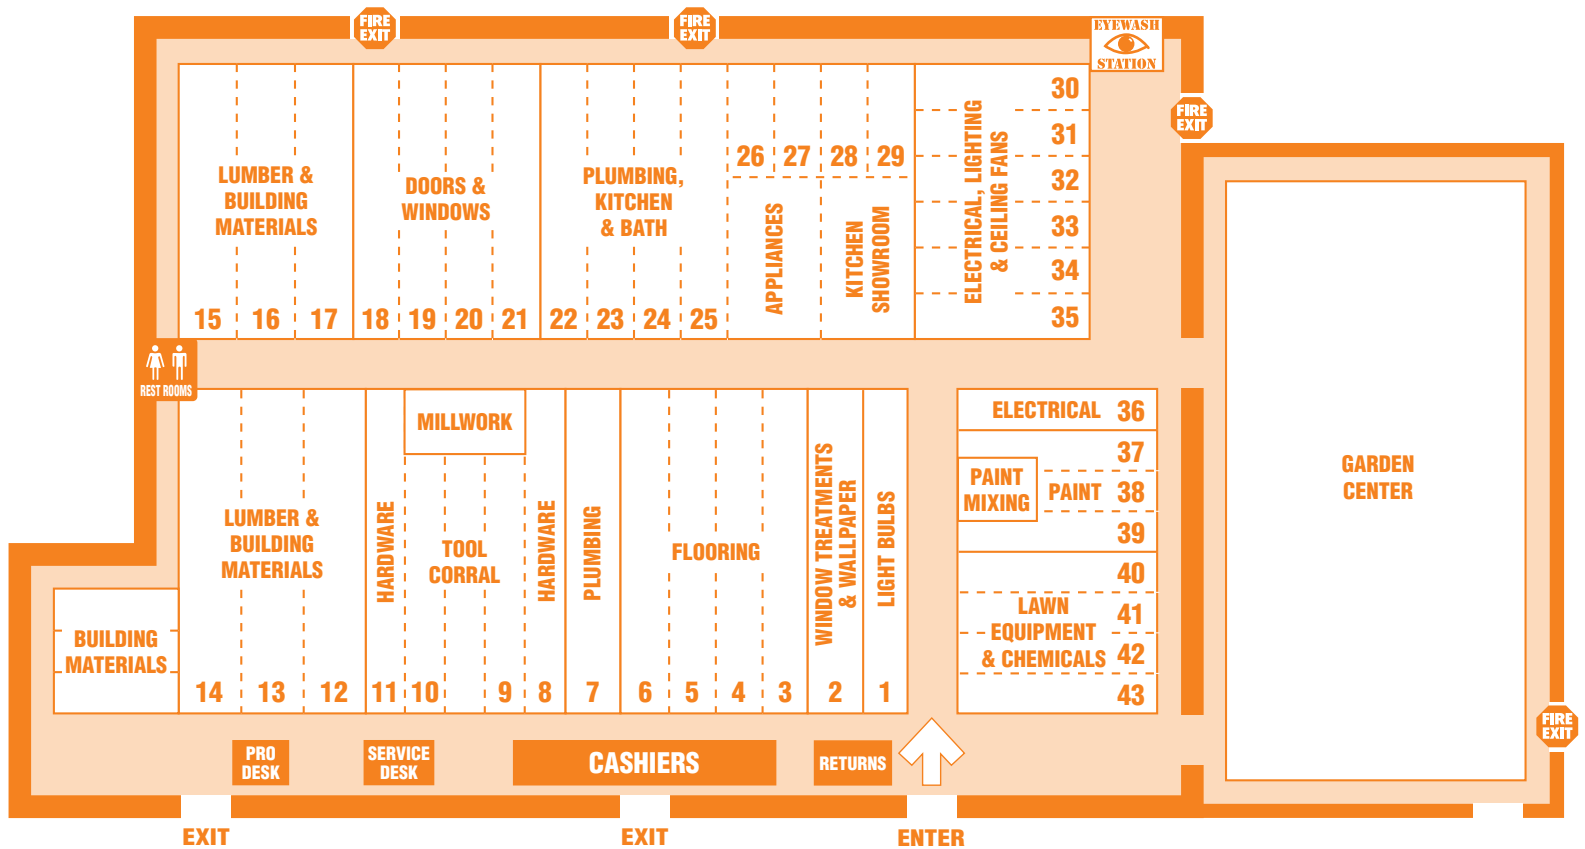 FIRE
EXIT
FIRE
EXIT
EYEWASH
STATION
FIRE
EXIT
LUMBER &
BUILDING
MATERIALS
15 16 17
DOORS &
WINDOWS
18 19 20 21
PLUMBING,
KITCHEN
& BATH
22 23 24 25
26 27 28 29
APPLIANCES
KITCHEN
SHOWROOM
ELECTRICAL, LIGHTING
& CEILING FANS
30
31
32
33
34
35
REST ROOMS
LUMBER &
BUILDING
MATERIALS
14 13 12
BUILDING
MATERIALS
HARDWARE
11
MILLWORK
TOOL
CORRAL
10 9
HARDWARE
8
PLUMBING
7
FLOORING
6 5 4 3
WINDOW TREATMENTS
& WALLPAPER
2
LIGHT BULBS
1
ELECTRICAL 36
37
PAINT
MIXING
PAINT 38
39
40
LAWN
EQUIPMENT
& CHEMICALS
41
42
43
GARDEN
CENTER
FIRE
EXIT
PRO
DESK
SERVICE
DESK
CASHIERS
RETURNS
EXIT
EXIT
ENTER